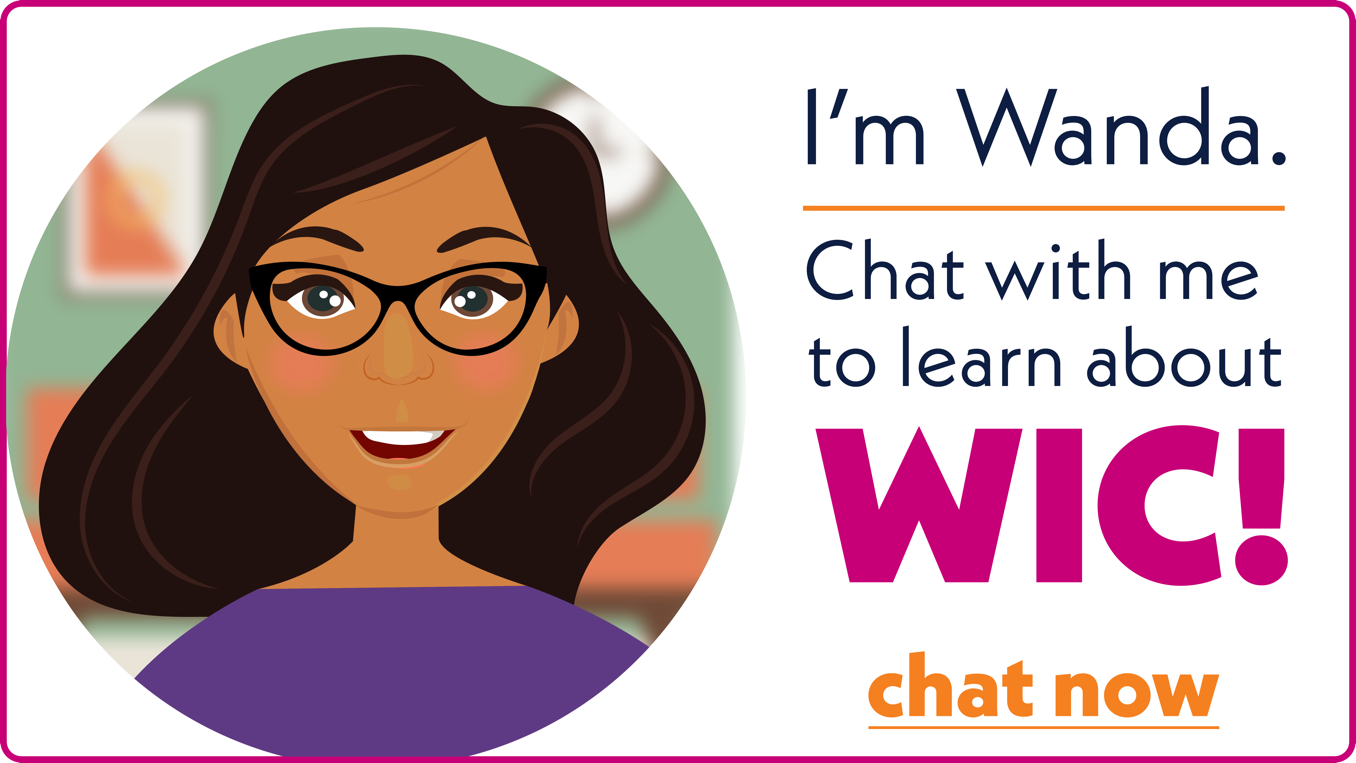 I'm Wanda.
Chat with me
to learn about
WIC!
chat now